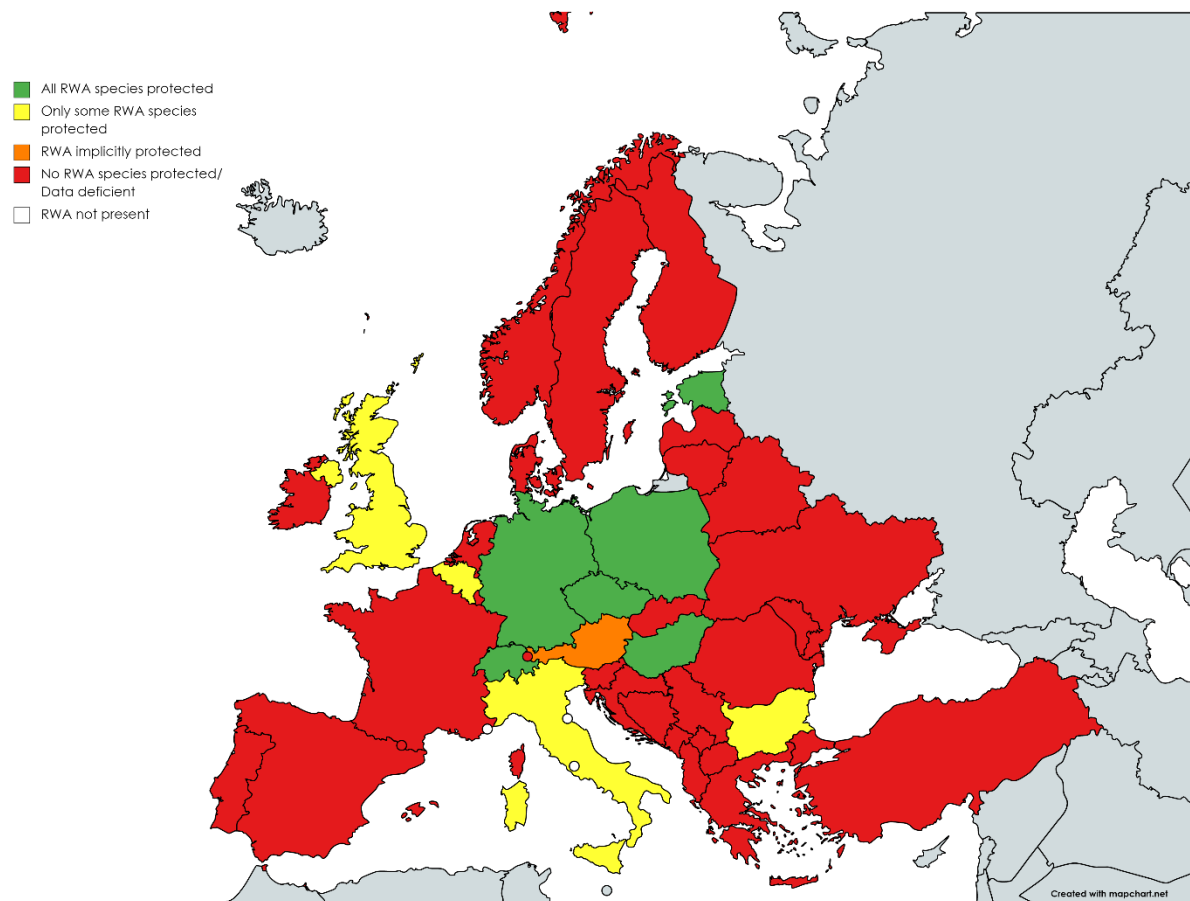 All RWA species protected
Only some RWA species
protected
RWA implicitly protected
No RWA species protected/
Data deficient
RWA not present
Created with mapchart.net